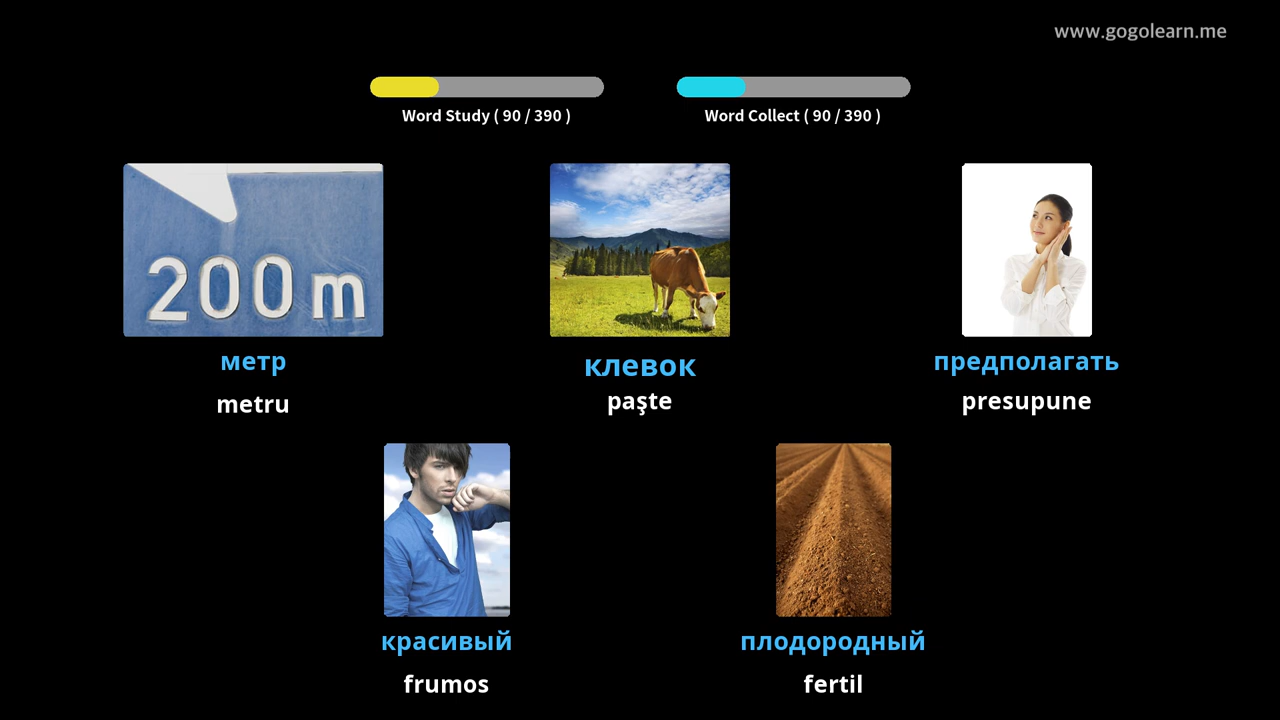 www.gogolearn.me
Word Study ( 90 / 390 )
Word Collect ( 90 / 390 )
200 m
метр
metru
клевок
paşte
предполагать
presupune
красивый
frumos
плодородный
fertil